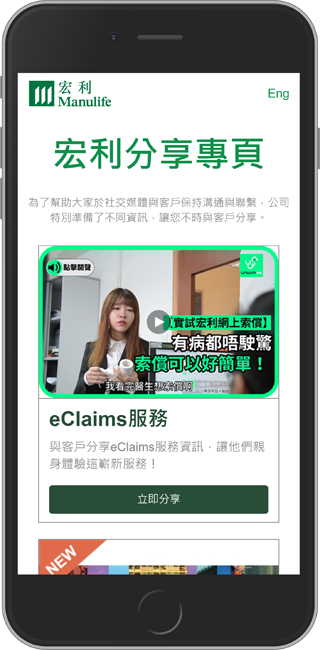 宏利
Manulife
Eng
宏利分享專頁
為了幫助大家於社交媒體與客戶保持溝通與聯繫，公司
特別準備了不同資訊，讓您不時與客戶分享。
點擊開聲
【實試宏利網上索償】
有病都唔駛驚
索償可以好簡單！
我看完醫生想索償啊
eClaims服務
與客戶分享eClaims服務資訊，讓他們親
身體驗這嶄新服務！
立即分享
NEW